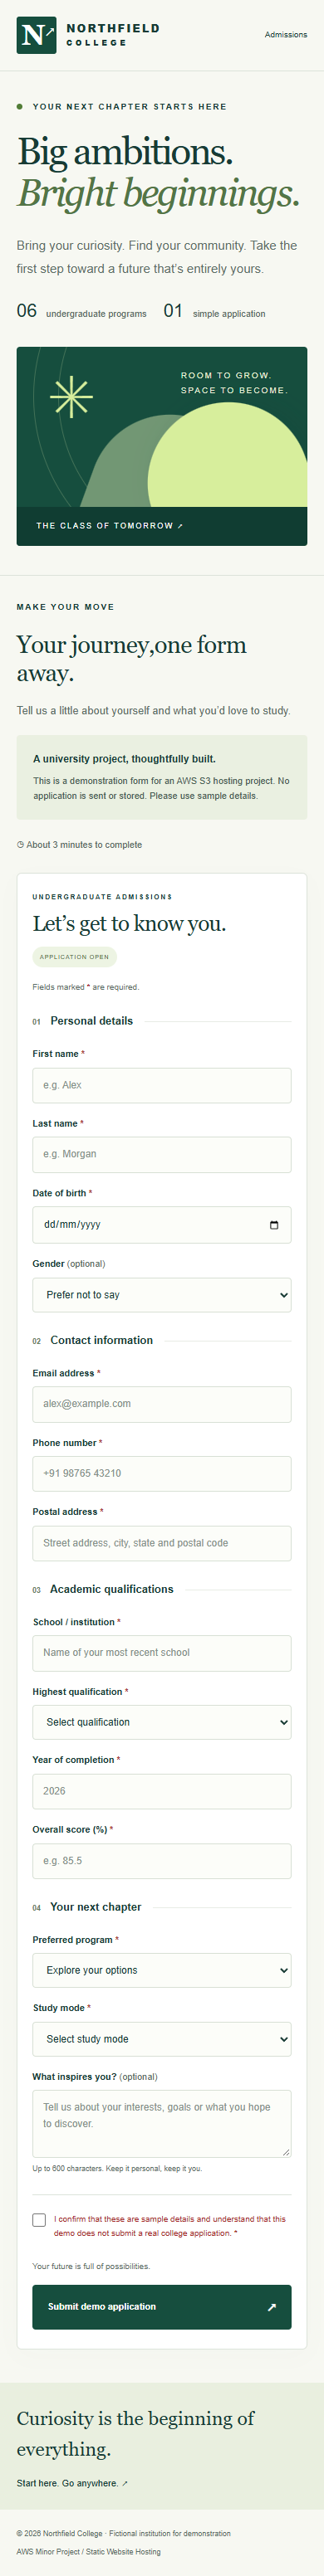 N↗
NORTHFIELD
COLLEGE
Admissions
YOUR NEXT CHAPTER STARTS HERE
Big ambitions.
Bright beginnings.
Bring your curiosity. Find your community. Take the
first step toward a future that's entirely yours.
06 undergraduate programs 01 simple application
ROOM TO GROW.
SPACE TO BECOME.
THE CLASS OF TOMORROW ↗
MAKE YOUR MOVE
Your journey,one form
away.
Tell us a little about yourself and what you'd love to study.
A university project, thoughtfully built.
This is a demonstration form for an AWS S3 hosting project. No
application is sent or stored. Please use sample details.
◷ About 3 minutes to complete
UNDERGRADUATE ADMISSIONS
Let's get to know you.
APPLICATION OPEN
Fields marked * are required.
01 Personal details
First name *
e.g. Alex
Last name *
e.g. Morgan
Date of birth *
dd/mm/yyyy
Gender (optional)
Prefer not to say
02 Contact information
Email address *
alex@example.com
Phone number *
+91 98765 43210
Postal address *
Street address, city, state and postal code
03 Academic qualifications
School / institution *
Name of your most recent school
Highest qualification *
Select qualification
Year of completion *
2026
Overall score (%) *
e.g. 85.5
04 Your next chapter
Preferred program *
Explore your options
Study mode *
Select study mode
What inspires you? (optional)
Tell us about your interests, goals or what you hope
to discover.
Up to 600 characters. Keep it personal, keep it you.
I confirm that these are sample details and understand that this
demo does not submit a real college application. *
Your future is full of possibilities.
Submit demo application ↗
Curiosity is the beginning of
everything.
Start here. Go anywhere. ↗
© 2026 Northfield College · Fictional institution for demonstration
AWS Minor Project / Static Website Hosting